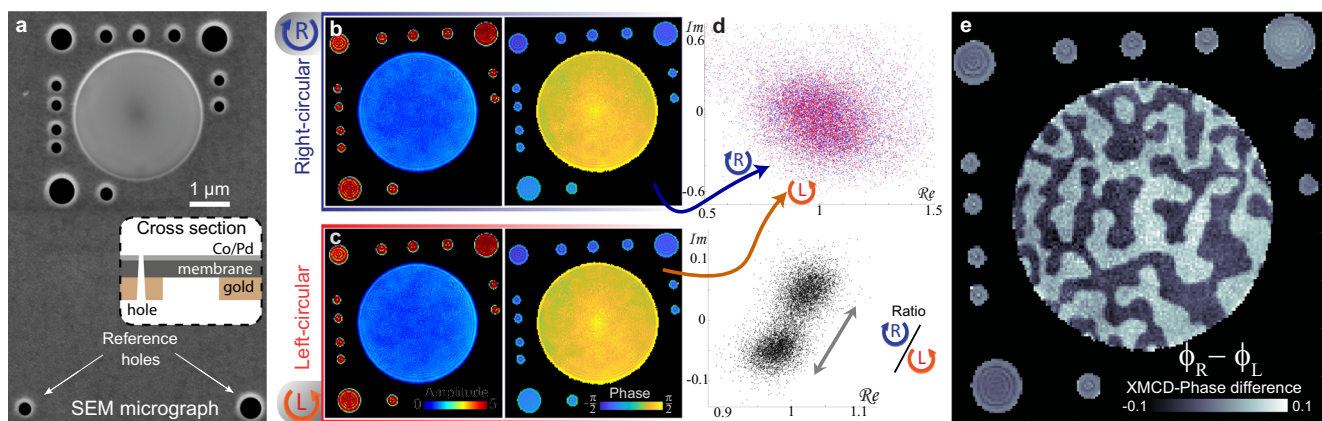 a
1 μm
Cross section
Co/Pd
membrane
gold
hole
Reference
holes
SEM micrograph
R
Right-circular
b
Left-circular
L
c
Amplitude
0
5
Phase
-π/2
π/2
d
Im
0.6
0
-0.6
0.5
1
1.5
Re
R
L
Im
0.1
0
-0.1
0.9
1
1.1
Re
Ratio
R
L
e
ϕR − ϕL
XMCD-Phase difference
-0.1
0.1